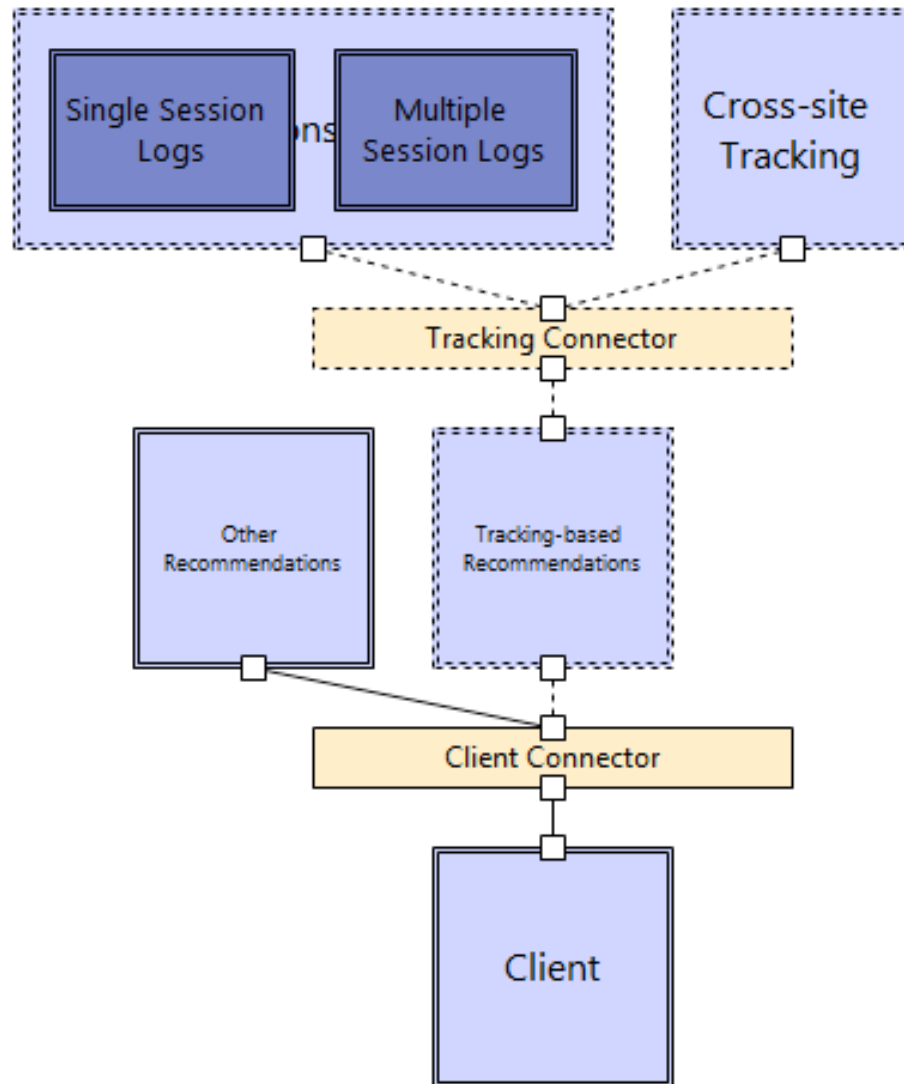 Single Session
Logs
Multiple
Session Logs
Cross-site
Tracking
Tracking Connector
Other
Recommendations
Tracking-based
Recommendations
Client Connector
Client